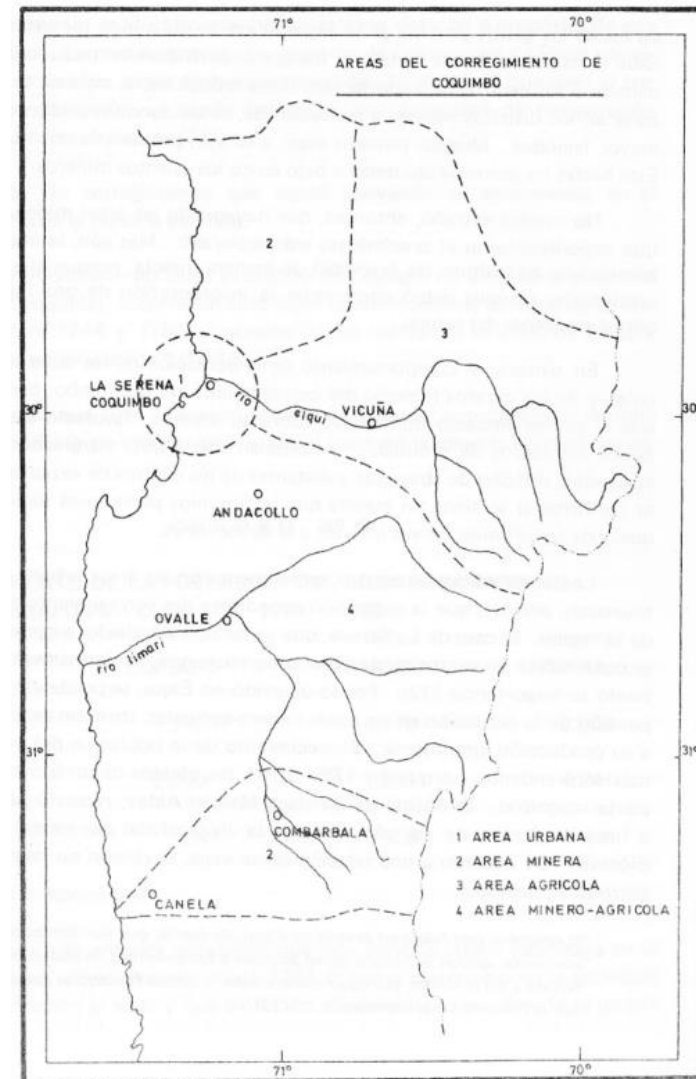 71°
70°
AREAS DEL CORREGIMIENTO DE
COQUIMBO
2
3
LA SERENA
COQUIMBO
1
30°
rio elqui
VICUÑA
30°
ANDACOLLO
OVALLE
4
rio limari
31°
31°
COMBARBALA
2
CANELA
1 AREA URBANA
2 AREA MINERA
3 AREA AGRICOLA
4 AREA MINERO-AGRICOLA
71°
70°